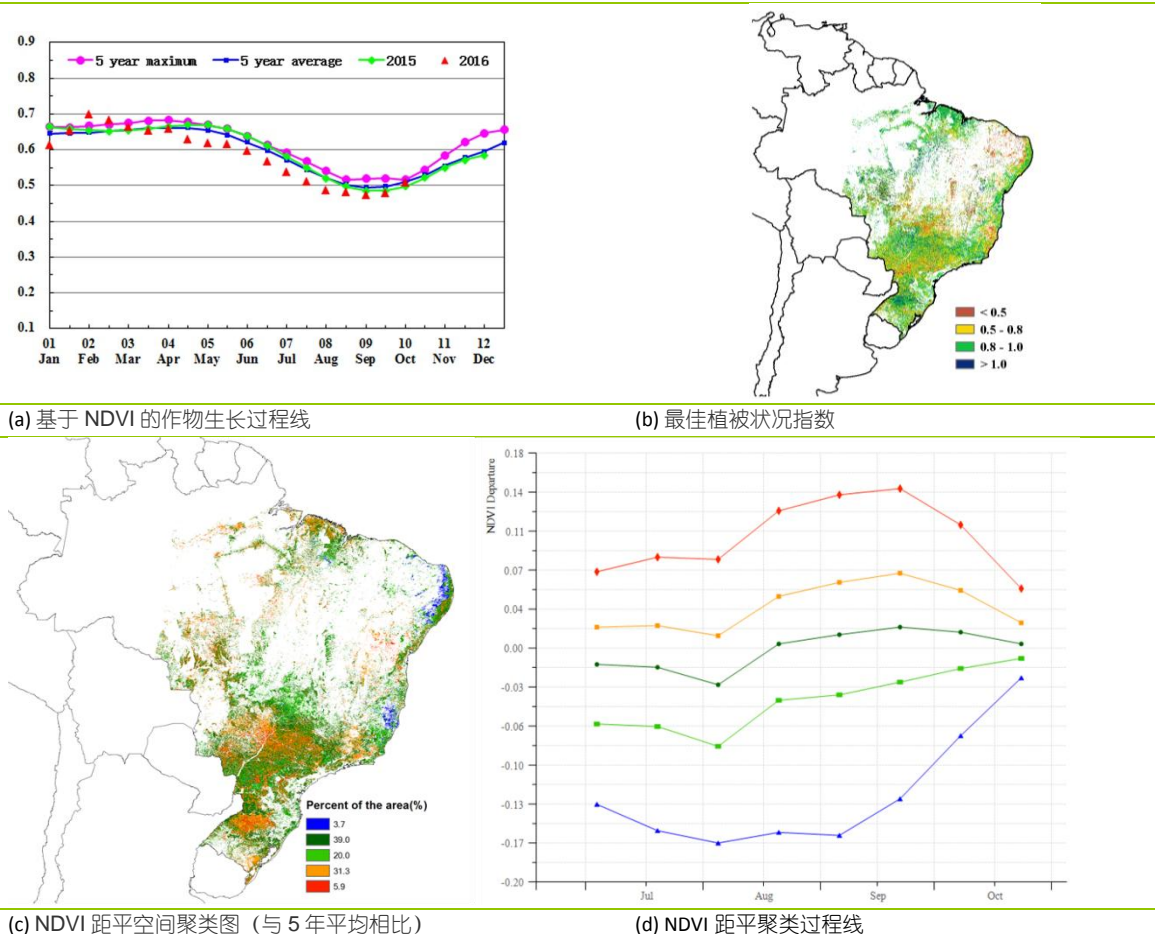 0.9
5 year maximum 5 year average 2015 2016
0.8
0.7
0.6
0.5
0.4
0.3
0.2
0.1
01 02 03 04 05 06 07 08 09 10 11 12
Jan Feb Mar Apr May Jun Jul Aug Sep Oct Nov Dec
< 0.5
0.5 - 0.8
0.8 - 1.0
> 1.0
(a) 基于 NDVI 的作物生长过程线
(b) 最佳植被状况指数
Percent of the area(%)
3.7
39.0
20.0
31.3
5.9
NDVI Departure
0.18
0.14
0.11
0.07
0.04
0.00
-0.03
-0.06
-0.10
-0.13
-0.17
-0.20
Jul Aug Sep Oct
(c) NDVI 距平空间聚类图（与 5 年平均相比）
(d) NDVI 距平聚类过程线